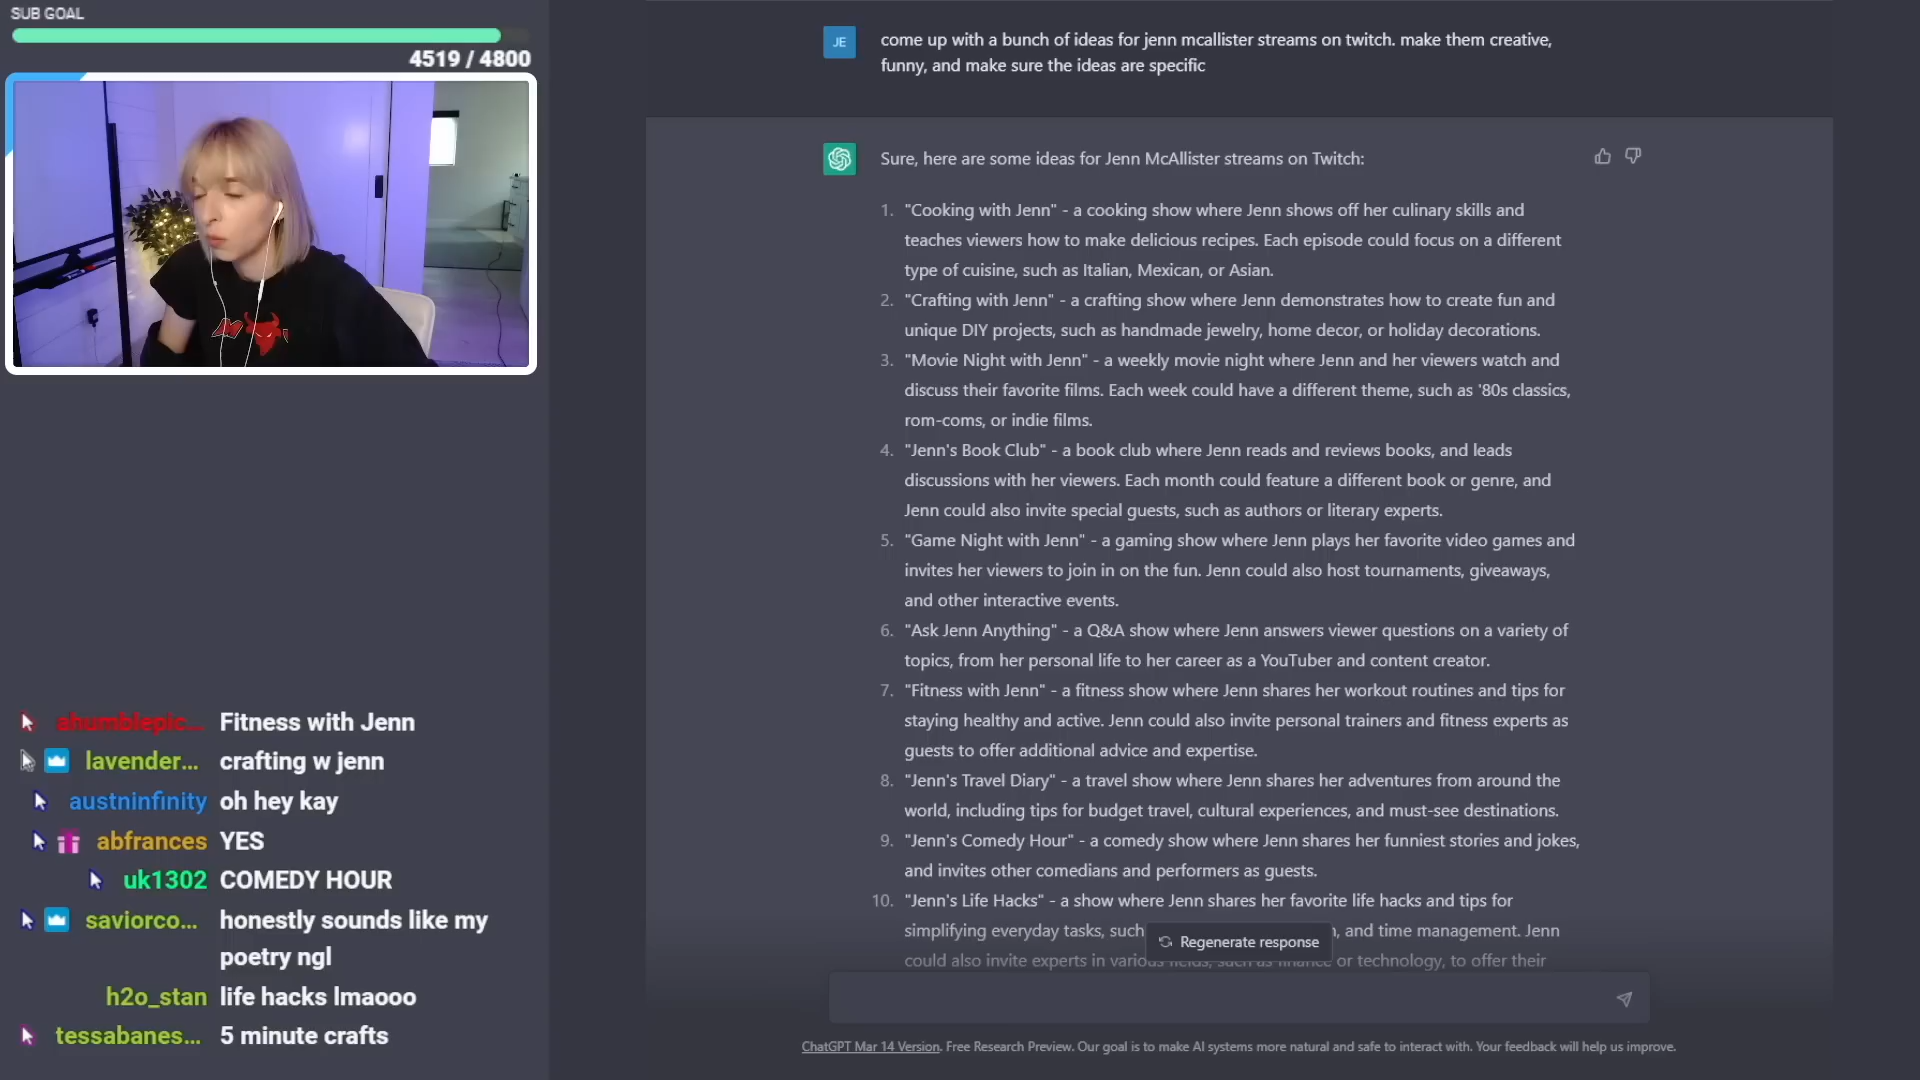 SUB GOAL
4519 / 4800
ahumblepic... Fitness with Jenn
lavender... crafting w jenn
austninfinity oh hey kay
abfrances YES
uk1302 COMEDY HOUR
saviorco... honestly sounds like my
poetry ngl
h2o_stan life hacks lmaooo
tessabanes... 5 minute crafts
JE
come up with a bunch of ideas for jenn mcallister streams on twitch. make them creative,
funny, and make sure the ideas are specific
Sure, here are some ideas for Jenn McAllister streams on Twitch:
1. "Cooking with Jenn" - a cooking show where Jenn shows off her culinary skills and
teaches viewers how to make delicious recipes. Each episode could focus on a different
type of cuisine, such as Italian, Mexican, or Asian.
2. "Crafting with Jenn" - a crafting show where Jenn demonstrates how to create fun and
unique DIY projects, such as handmade jewelry, home decor, or holiday decorations.
3. "Movie Night with Jenn" - a weekly movie night where Jenn and her viewers watch and
discuss their favorite films. Each week could have a different theme, such as '80s classics,
rom-coms, or indie films.
4. "Jenn's Book Club" - a book club where Jenn reads and reviews books, and leads
discussions with her viewers. Each month could feature a different book or genre, and
Jenn could also invite special guests, such as authors or literary experts.
5. "Game Night with Jenn" - a gaming show where Jenn plays her favorite video games and
invites her viewers to join in on the fun. Jenn could also host tournaments, giveaways,
and other interactive events.
6. "Ask Jenn Anything" - a Q&A show where Jenn answers viewer questions on a variety of
topics, from her personal life to her career as a YouTuber and content creator.
7. "Fitness with Jenn" - a fitness show where Jenn shares her workout routines and tips for
staying healthy and active. Jenn could also invite personal trainers and fitness experts as
guests to offer additional advice and expertise.
8. "Jenn's Travel Diary" - a travel show where Jenn shares her adventures from around the
world, including tips for budget travel, cultural experiences, and must-see destinations.
9. "Jenn's Comedy Hour" - a comedy show where Jenn shares her funniest stories and jokes,
and invites other comedians and performers as guests.
10. "Jenn's Life Hacks" - a show where Jenn shares her favorite life hacks and tips for
simplifying everyday tasks, such , and time management. Jenn
Regenerate response
could also invite experts in various fields, such as finance or technology, to offer their
ChatGPT Mar 14 Version. Free Research Preview. Our goal is to make AI systems more natural and safe to interact with. Your feedback will help us improve.